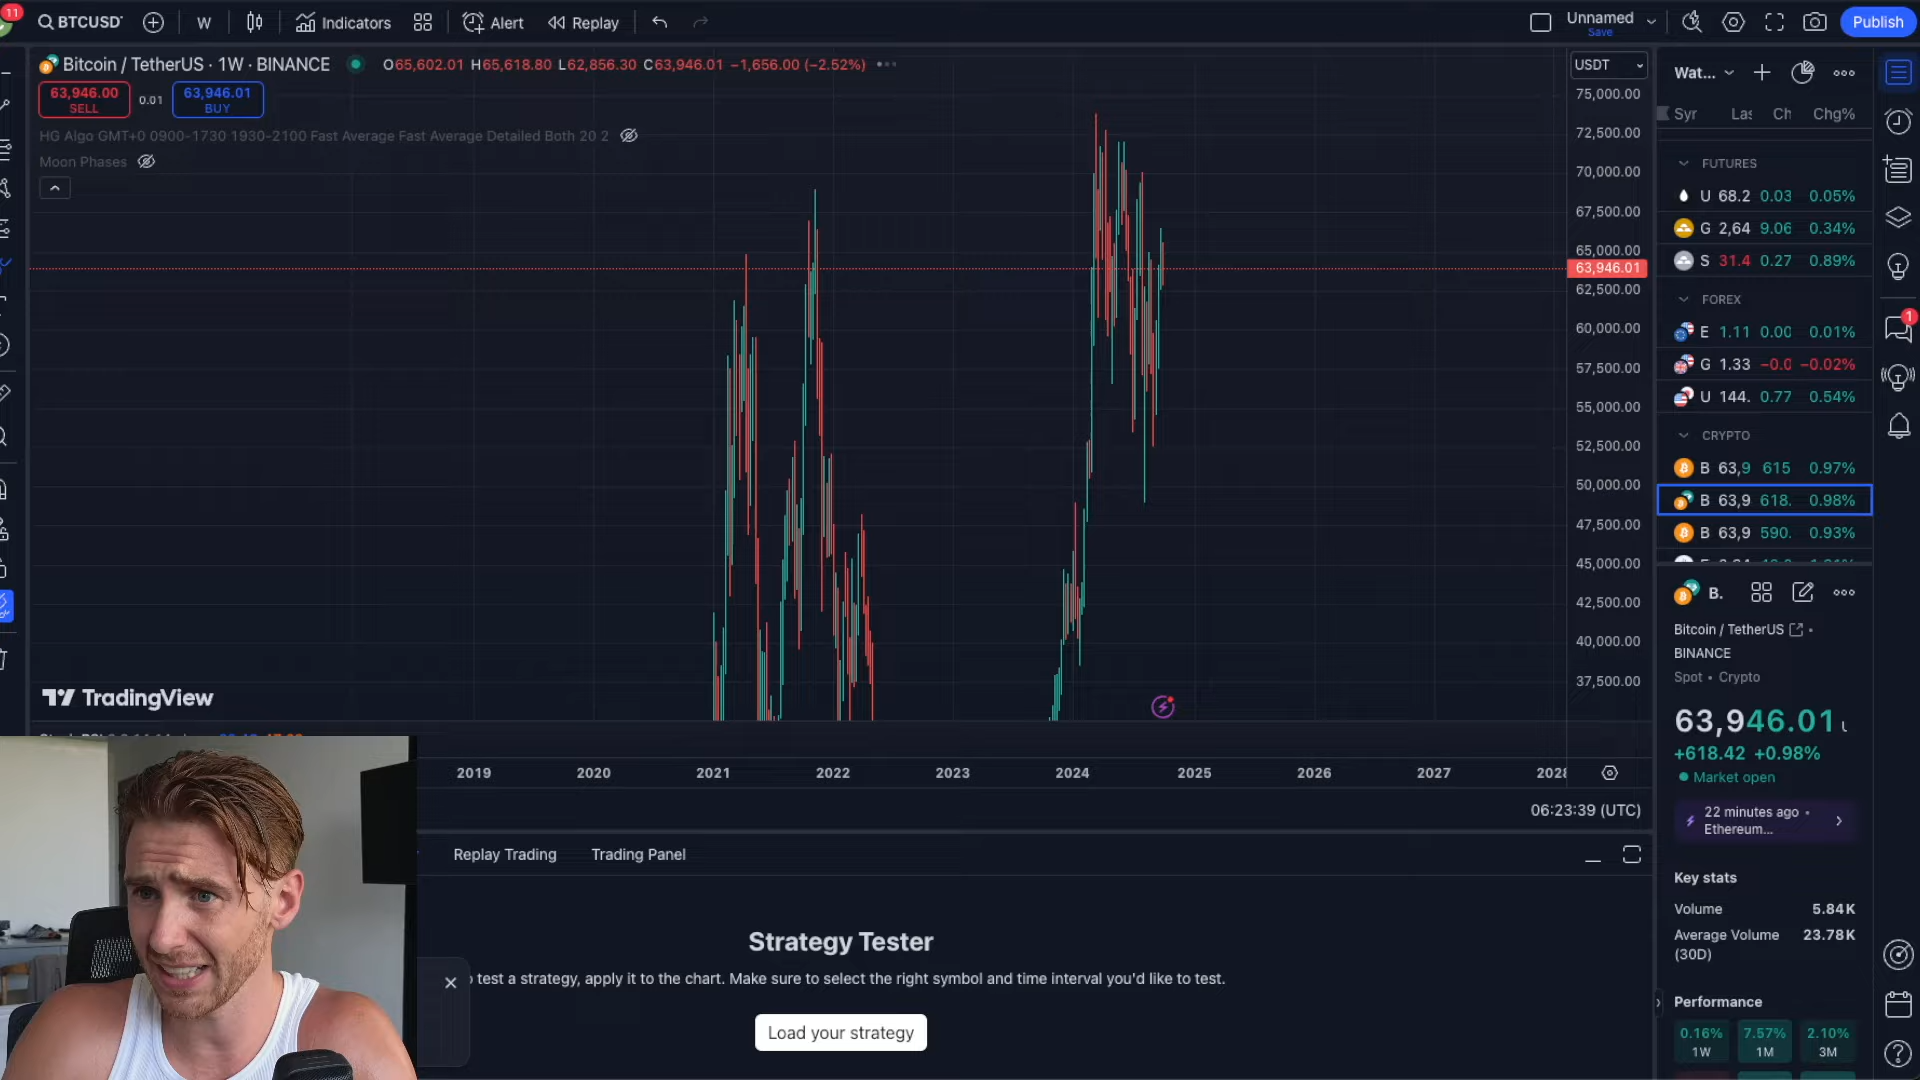 11
BTCUSD
W
Indicators
Alert
Replay
Unnamed
Save
Publish
Bitcoin / TetherUS · 1W · BINANCE
O65,602.01 H65,618.80 L62,856.30 C63,946.01 −1,656.00 (−2.52%)
63,946.00
SELL
0.01
63,946.01
BUY
HG Algo GMT+0 0900-1730 1930-2100 Fast Average Fast Average Detailed Both 20 2
Moon Phases
USDT
75,000.00
72,500.00
70,000.00
67,500.00
65,000.00
63,946.01
62,500.00
60,000.00
57,500.00
55,000.00
52,500.00
50,000.00
47,500.00
45,000.00
42,500.00
40,000.00
37,500.00
TradingView
2019 2020 2021 2022 2023 2024 2025 2026 2027 2028
06:23:39 (UTC)
Replay Trading Trading Panel
Strategy Tester
test a strategy, apply it to the chart. Make sure to select the right symbol and time interval you'd like to test.
Load your strategy
Wat...
Syr Las Ch Chg%
FUTURES
U 68.2 0.03 0.05%
G 2,64 9.06 0.34%
S 31.4 0.27 0.89%
FOREX
E 1.11 0.00 0.01%
G 1.33 −0.0 −0.02%
U 144. 0.77 0.54%
CRYPTO
B 63,9 615 0.97%
B 63,9 618. 0.98%
B 63,9 590. 0.93%
1
B.
Bitcoin / TetherUS
BINANCE
Spot • Crypto
63,946.01
+618.42 +0.98%
Market open
22 minutes ago •
Ethereum...
Key stats
Volume 5.84K
Average Volume 23.78K
(30D)
Performance
0.16% 7.57% 2.10%
1W 1M 3M